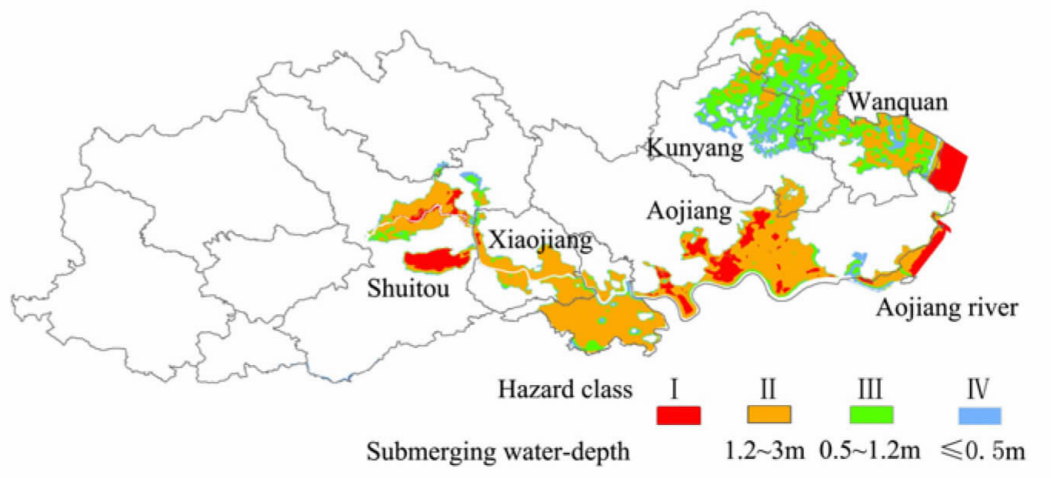 Wanquan
Kunyang
Aojiang
Xiaojiang
Shuitou
Aojiang river
Hazard class I II III IV
Submerging water-depth 1.2~3m 0.5~1.2m ≤0.5m